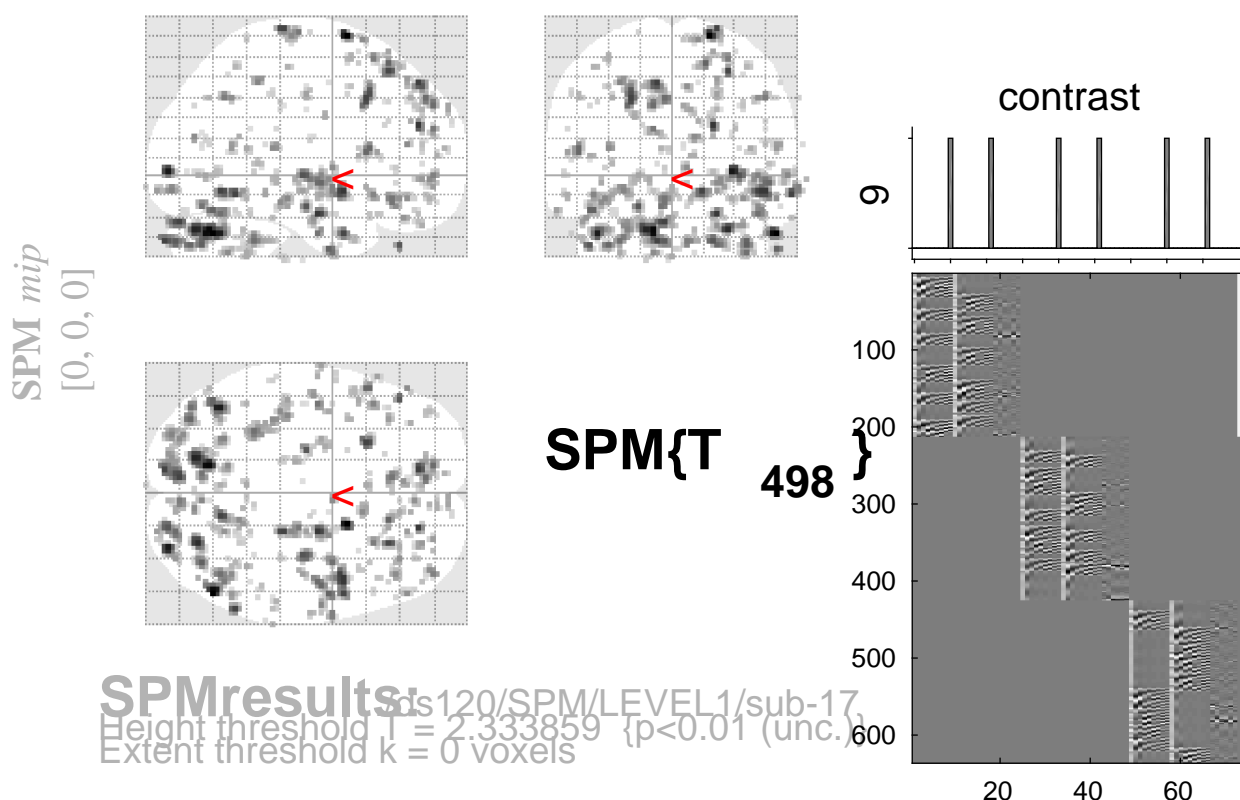 SPM mip
[0, 0, 0]
<
<
<
SPM{T
498
}
contrast
9
100
200
300
400
500
600
20
40
60
SPMresults:
/ds120/SPM/LEVEL1/sub-17
Height threshold T = 2.333859 {p<0.01 (unc.)}
Extent threshold k = 0 voxels